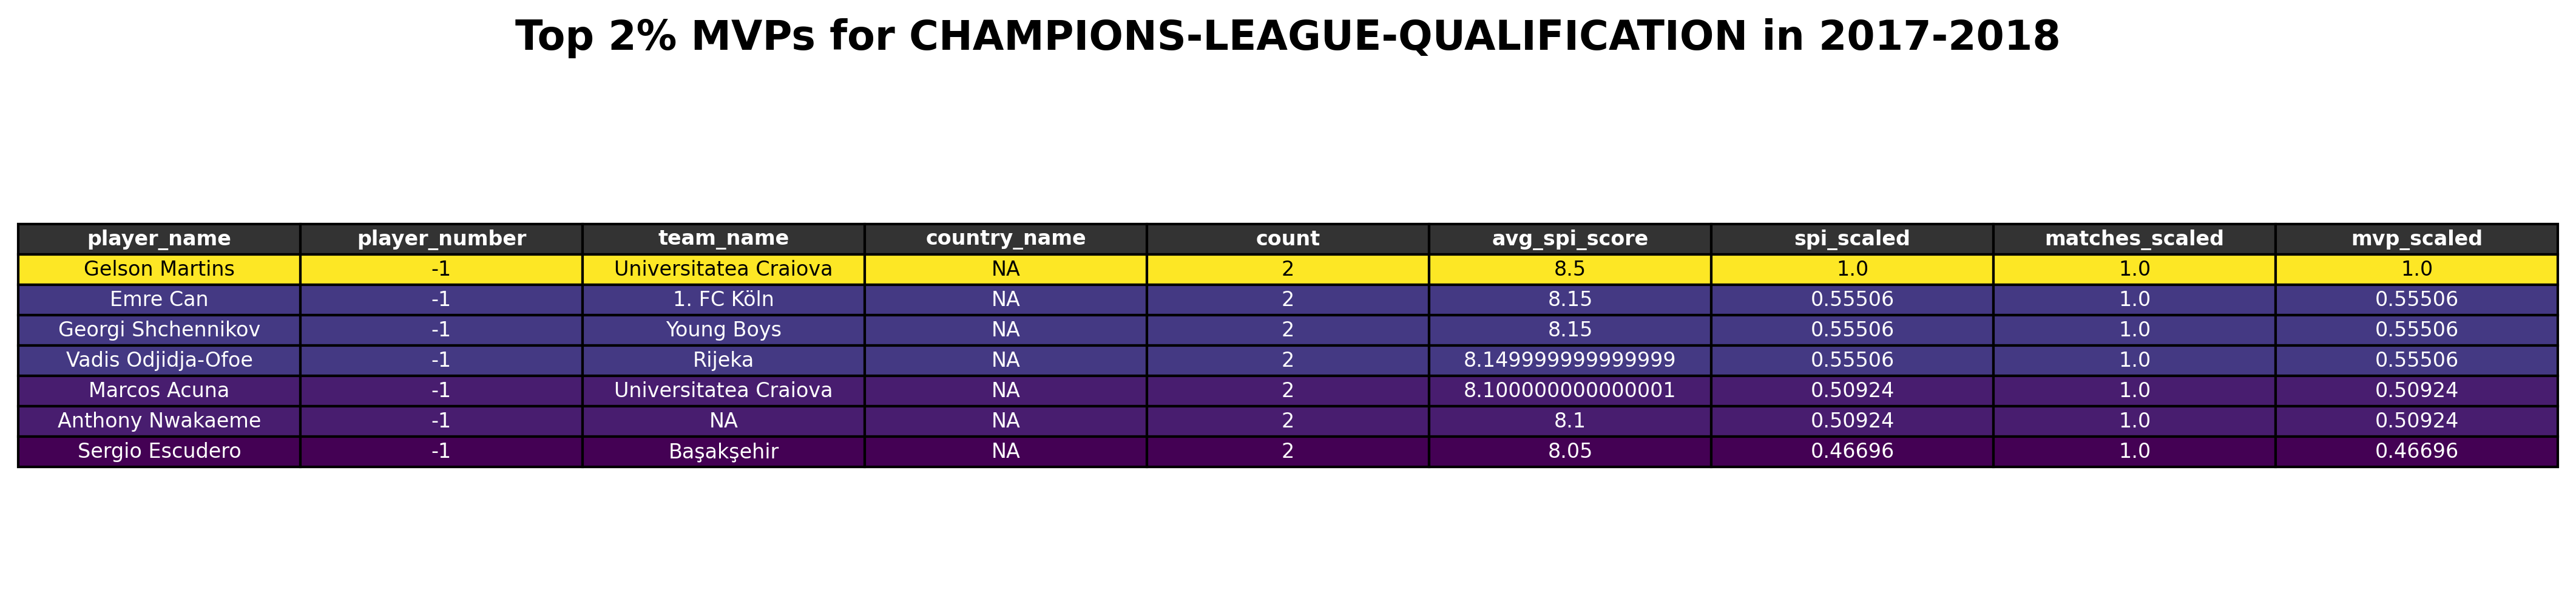 Top 2% MVPs for CHAMPIONS-LEAGUE-QUALIFICATION in 2017-2018
player_name player_number team_name country_name count avg_spi_score spi_scaled matches_scaled mvp_scaled
Gelson Martins -1 Universitatea Craiova NA 2 8.5 1.0 1.0 1.0
Emre Can -1 1. FC Köln NA 2 8.15 0.55506 1.0 0.55506
Georgi Shchennikov -1 Young Boys NA 2 8.15 0.55506 1.0 0.55506
Vadis Odjidja-Ofoe -1 Rijeka NA 2 8.149999999999999 0.55506 1.0 0.55506
Marcos Acuna -1 Universitatea Craiova NA 2 8.100000000000001 0.50924 1.0 0.50924
Anthony Nwakaeme -1 NA NA 2 8.1 0.50924 1.0 0.50924
Sergio Escudero -1 Başakşehir NA 2 8.05 0.46696 1.0 0.46696